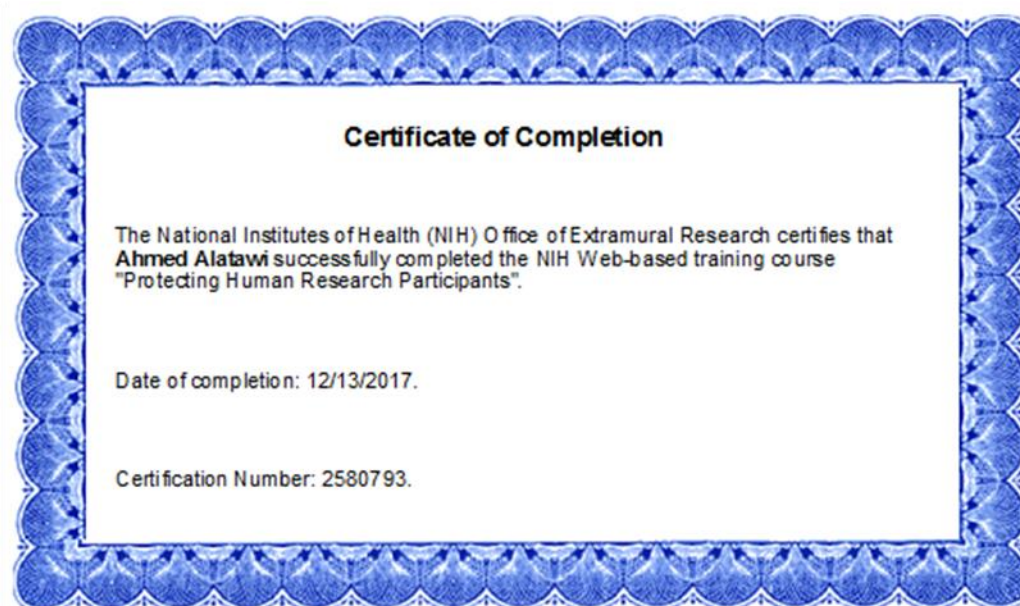 Certificate of Completion
The National Institutes of Health (NIH) Office of Extramural Research certifies that
Ahmed Alatawi successfully completed the NIH Web-based training course
"Protecting Human Research Participants".
Date of completion: 12/13/2017.
Certification Number: 2580793.